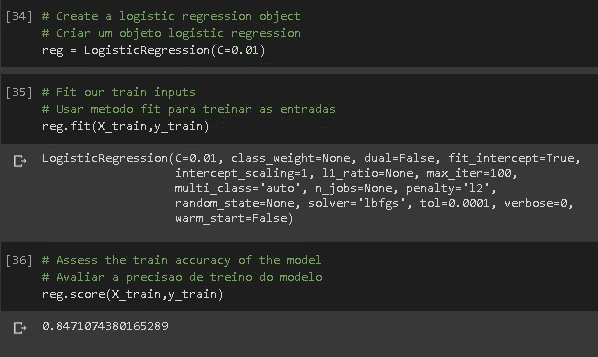 [34] # Create a logistic regression object
# Criar um objeto logistic regression
reg = LogisticRegression(C=0.01)
[35] # Fit our train inputs
# Usar metodo fit para treinar as entradas
reg.fit(X_train,y_train)
LogisticRegression(C=0.01, class_weight=None, dual=False, fit_intercept=True,
intercept_scaling=1, l1_ratio=None, max_iter=100,
multi_class='auto', n_jobs=None, penalty='l2',
random_state=None, solver='lbfgs', tol=0.0001, verbose=0,
warm_start=False)
[36] # Assess the train accuracy of the model
# Avaliar a precisao de treino do modelo
reg.score(X_train,y_train)
0.8471074380165289